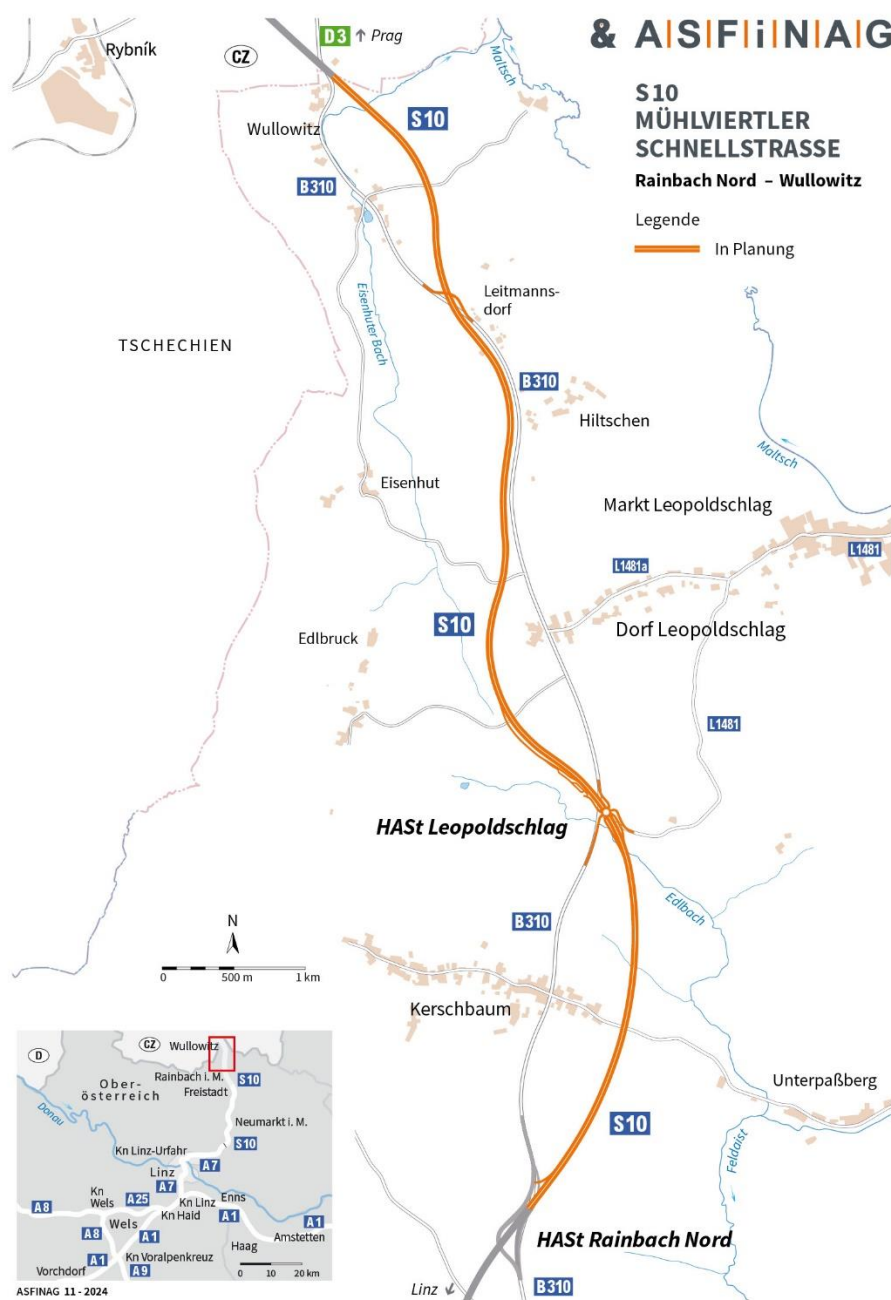 & A|S|F|i|N|A|G
S10
MÜHLVIERTLER
SCHNELLSTRASSE
Rainbach Nord – Wullowitz
Legende
In Planung
Rybník
D3 ↑ Prag
CZ
Maltsch
S10
Wullowitz
B310
Eisenhuter Bach
Leitmanns-
dorf
TSCHECHIEN
B310
Hiltschen
Maltsch
Eisenhut
Markt Leopoldschlag
L1481
L1481a
S10
Dorf Leopoldschlag
Edlbruck
L1481
HASt Leopoldschlag
Edlbach
B310
N
0 500 m 1 km
Kerschbaum
Unterpaßberg
S10
Feldaist
HASt Rainbach Nord
Linz ↙
B310
D
CZ
Wullowitz
Rainbach i. M.
Freistadt
S10
Ober-
österreich
Donau
Neumarkt i. M.
S10
Kn Linz-Urfahr
A7
Linz
A7
Kn
Wels
A25
Kn Linz
Enns
A8
Kn Haid
A1
A1
Wels
A8
A1
Amstetten
Haag
A1
Kn Voralpenkreuz
Vorchdorf
A9
0 10 20 km
ASFINAG 11 - 2024